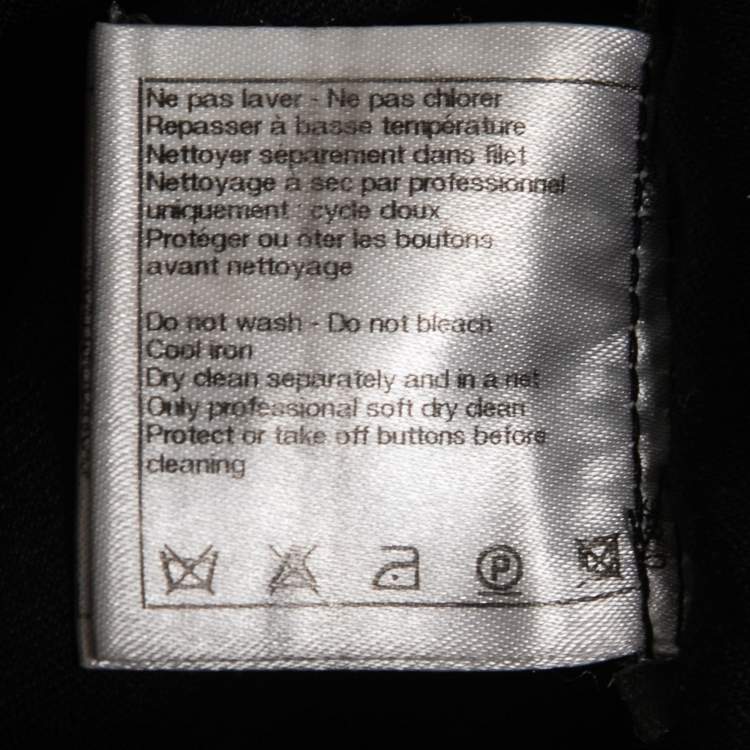 Ne pas laver - Ne pas chlorer
Repasser à basse température
Nettoyer séparement dans filet
Nettoyage à sec par professionnel
uniquement : cycle doux
Protéger ou ôter les boutons
avant nettoyage
Do not wash - Do not bleach
Cool iron
Dry clean separately and in a net
Only professional soft dry clean
Protect or take off buttons before
cleaning
P